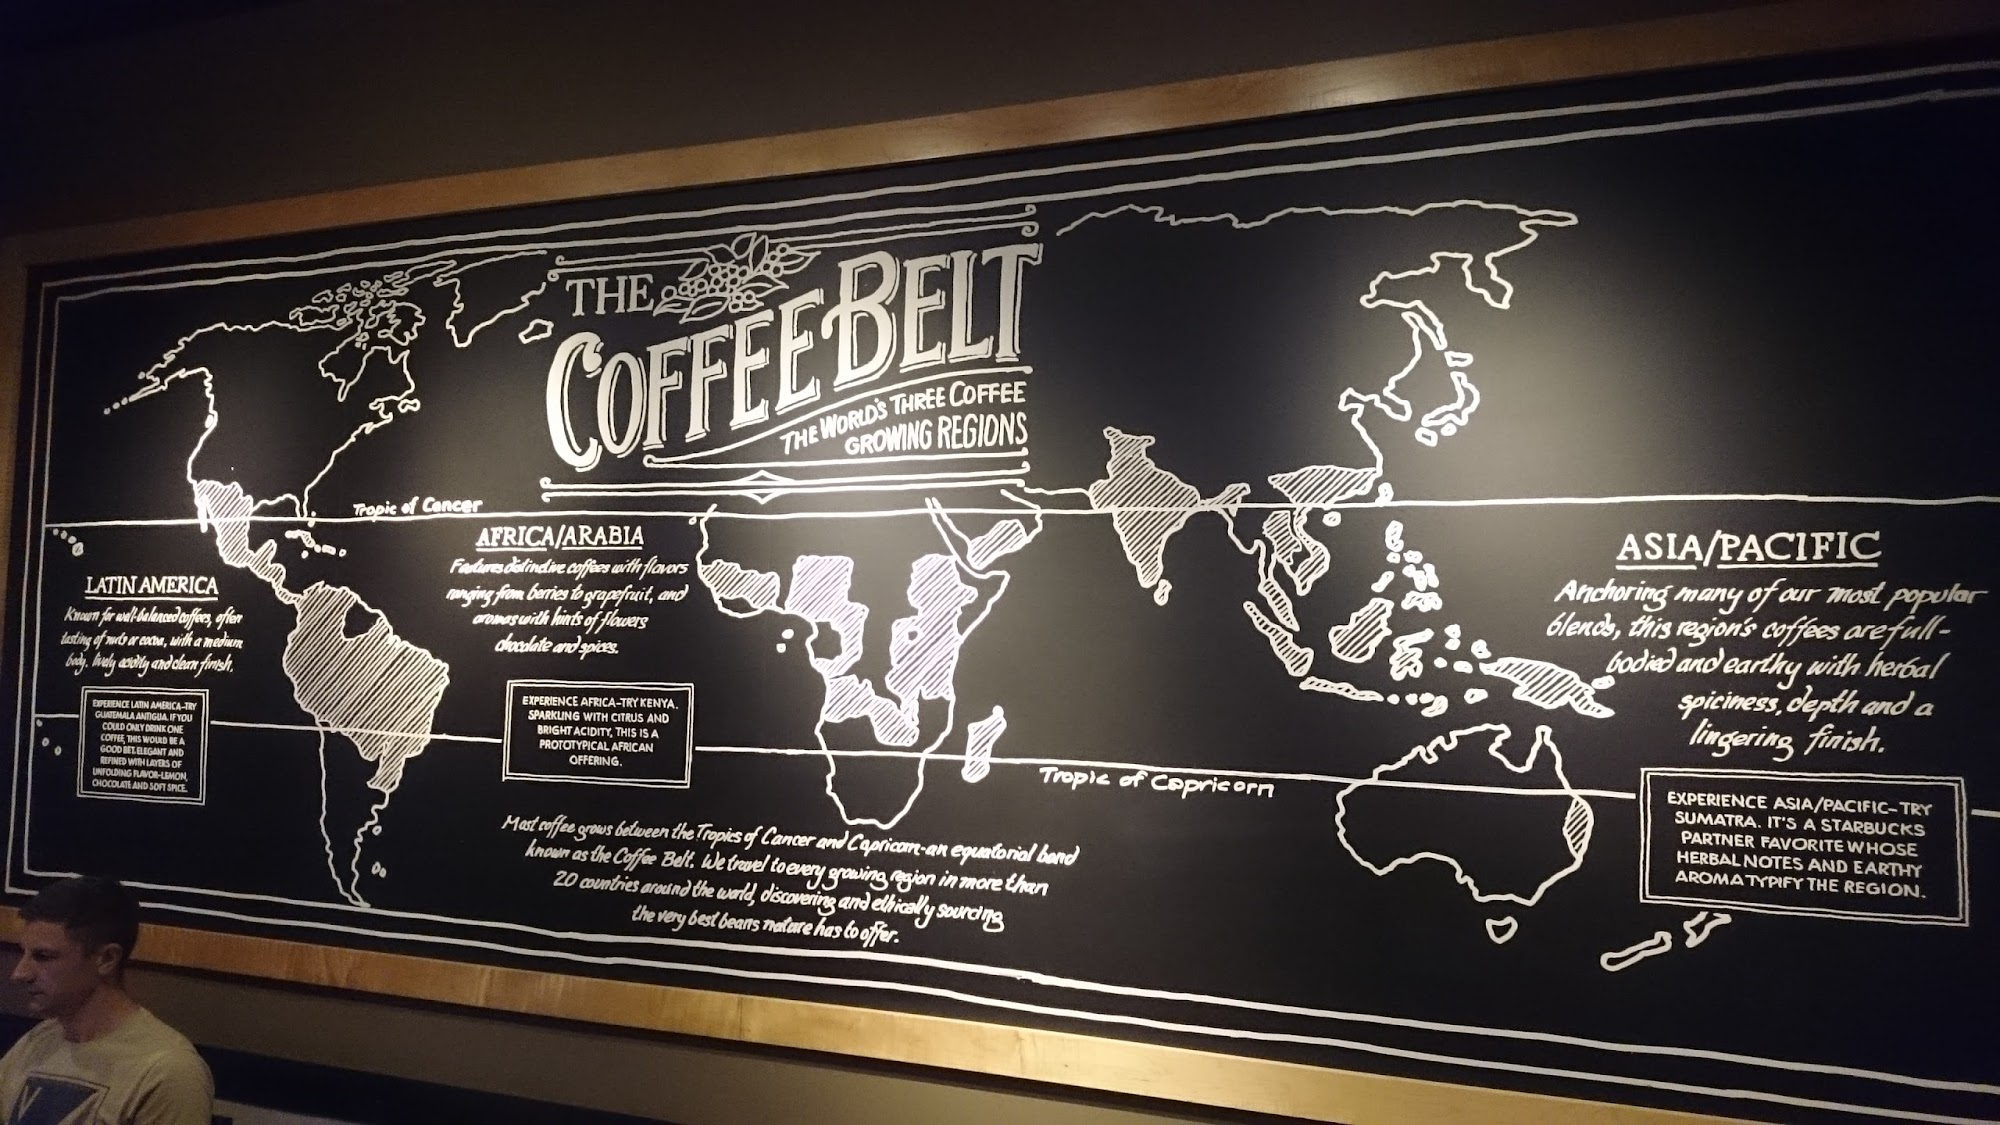 THE
COFFEE BELT
THE WORLD'S THREE COFFEE
GROWING REGIONS
Tropic of Cancer
LATIN AMERICA
Known for well-balanced coffees, often
tasting of nuts or cocoa, with a medium
body, lively acidity and clean finish.
EXPERIENCE LATIN AMERICA-TRY
GUATEMALA ANTIGUA. IF YOU
COULD ONLY DRINK ONE
COFFEE, THIS WOULD BE A
GOOD BET. ELEGANT AND
REFINED WITH LAYERS OF
UNFOLDING FLAVOR-LEMON,
CHOCOLATE AND SOFT SPICE.
AFRICA/ARABIA
Features distinctive coffees with flavors
ranging from berries to grapefruit, and
aromas with hints of flowers
chocolate and spices.
EXPERIENCE AFRICA-TRY KENYA.
SPARKLING WITH CITRUS AND
BRIGHT ACIDITY, THIS IS A
PROTOTYPICAL AFRICAN
OFFERING.
ASIA/PACIFIC
Anchoring many of our most popular
blends, this region's coffees are full-
bodied and earthy with herbal
spiciness, depth and a
lingering finish.
EXPERIENCE ASIA/PACIFIC-TRY
SUMATRA. IT'S A STARBUCKS
PARTNER FAVORITE WHOSE
HERBAL NOTES AND EARTHY
AROMA TYPIFY THE REGION.
Tropic of Capricorn
Most coffee grows between the Tropics of Cancer and Capricorn-an equatorial band
known as the Coffee Belt. We travel to every growing region in more than
20 countries around the world, discovering and ethically sourcing
the very best beans nature has to offer.